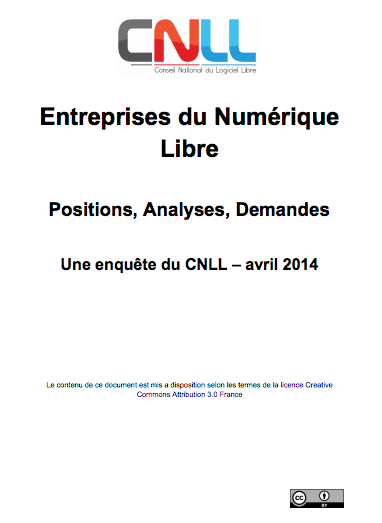 CNLL
Conseil National du Logiciel Libre
Entreprises du Numérique
Libre
Positions, Analyses, Demandes
Une enquête du CNLL – avril 2014
Le contenu de ce document est mis a disposition selon les termes de la licence Creative
Commons Attribution 3.0 France
cc
BY